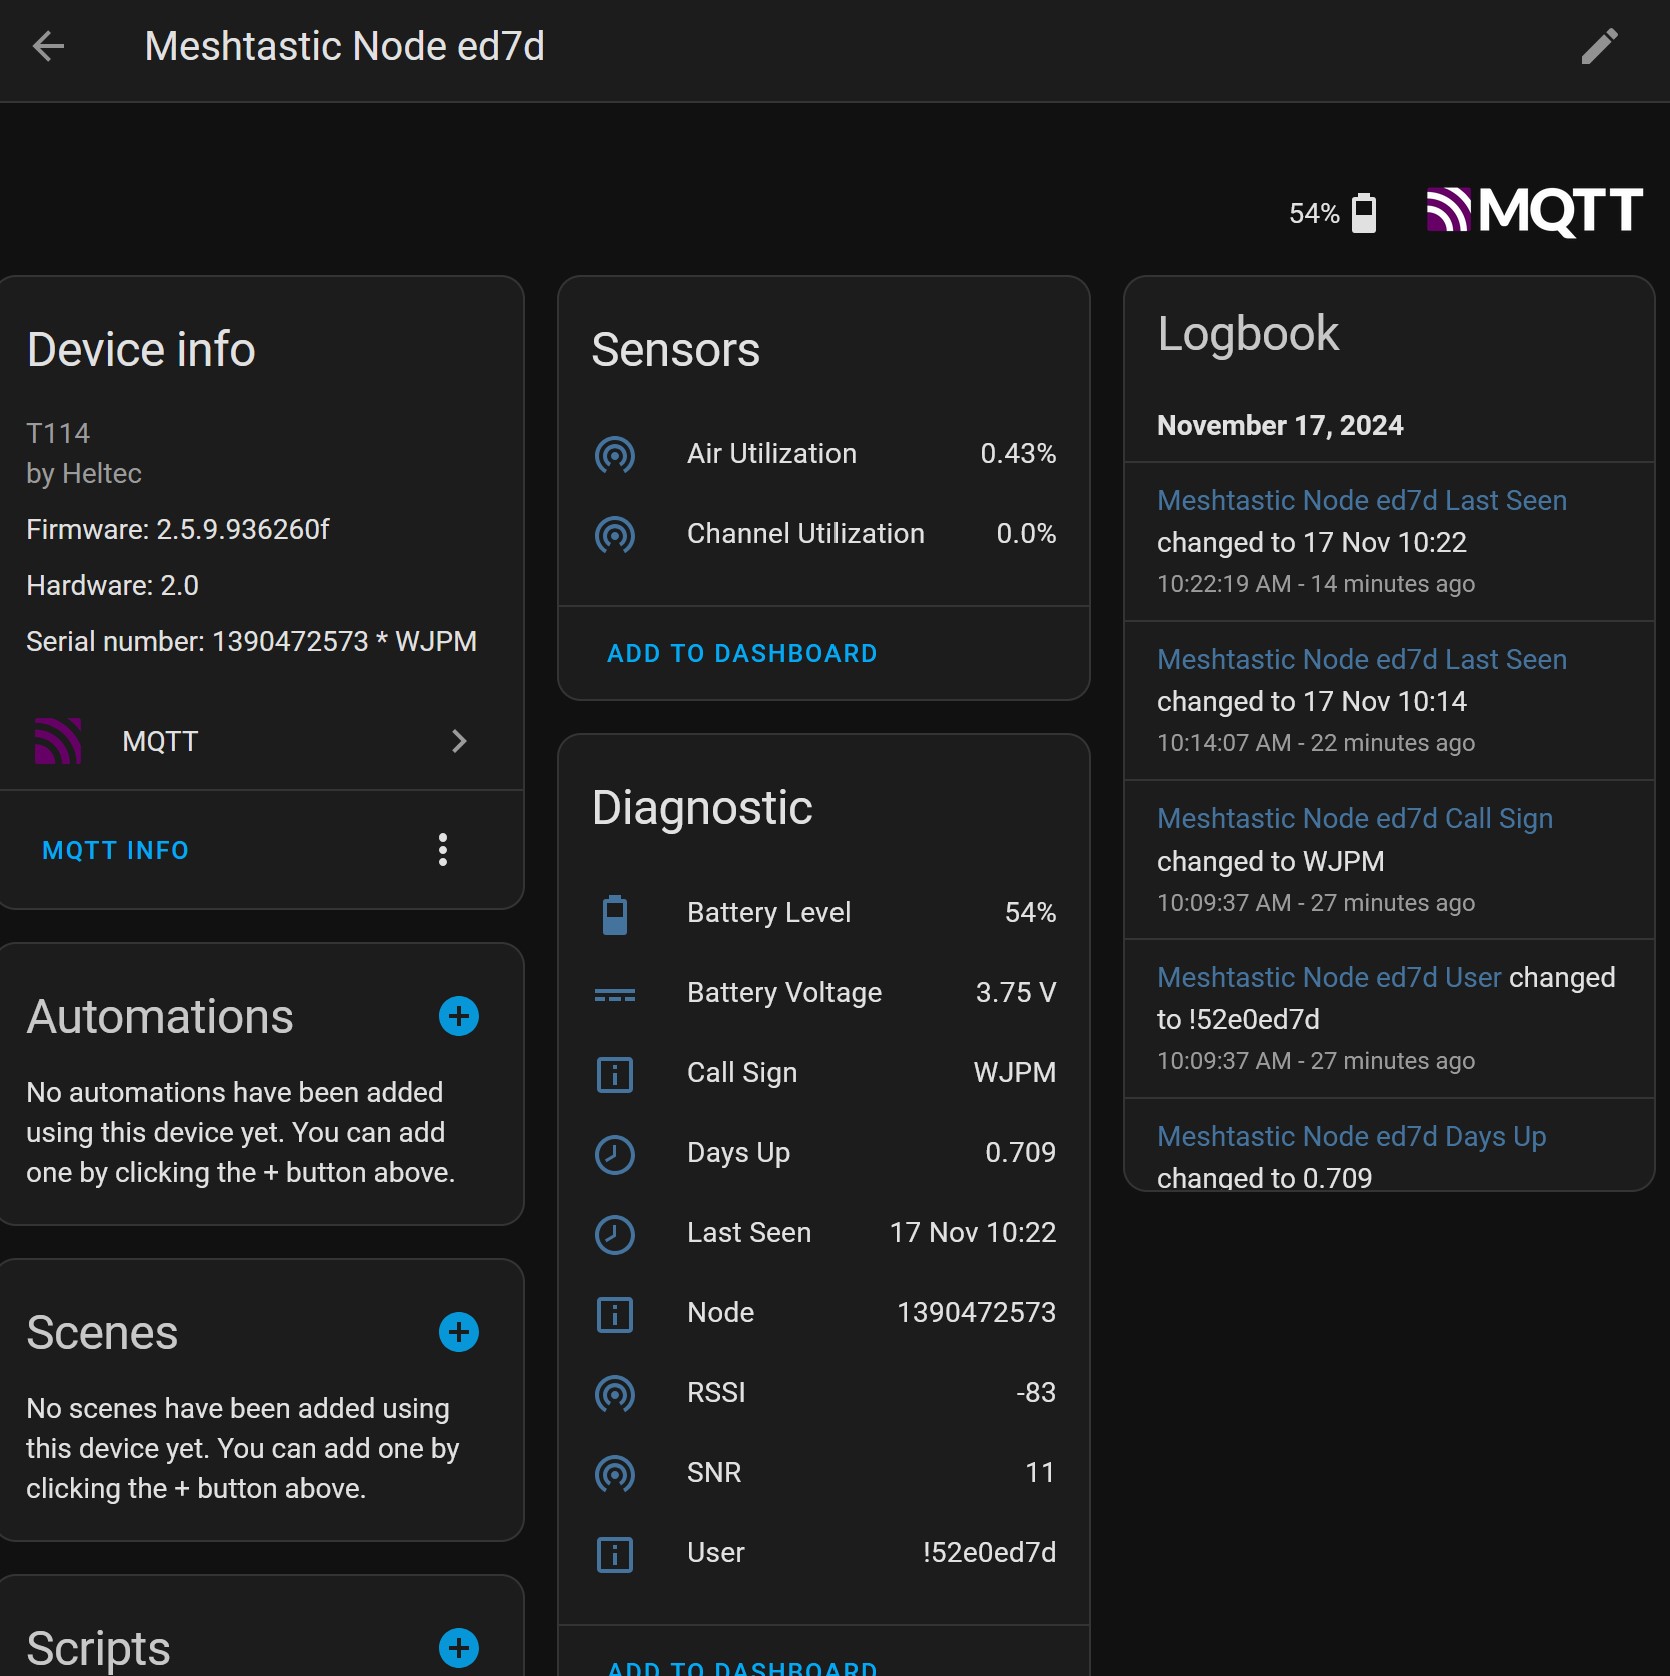 Meshtastic Node ed7d
54%
MQTT
Device info
T114
by Heltec
Firmware: 2.5.9.936260f
Hardware: 2.0
Serial number: 1390472573 * WJPM
MQTT
MQTT INFO
Automations
No automations have been added
using this device yet. You can add
one by clicking the + button above.
Scenes
No scenes have been added using
this device yet. You can add one by
clicking the + button above.
Scripts
Sensors
Air Utilization 0.43%
Channel Utilization 0.0%
ADD TO DASHBOARD
Diagnostic
Battery Level 54%
Battery Voltage 3.75 V
Call Sign WJPM
Days Up 0.709
Last Seen 17 Nov 10:22
Node 1390472573
RSSI -83
SNR 11
User !52e0ed7d
ADD TO DASHBOARD
Logbook
November 17, 2024
Meshtastic Node ed7d Last Seen
changed to 17 Nov 10:22
10:22:19 AM - 14 minutes ago
Meshtastic Node ed7d Last Seen
changed to 17 Nov 10:14
10:14:07 AM - 22 minutes ago
Meshtastic Node ed7d Call Sign
changed to WJPM
10:09:37 AM - 27 minutes ago
Meshtastic Node ed7d User changed
to !52e0ed7d
10:09:37 AM - 27 minutes ago
Meshtastic Node ed7d Days Up
changed to 0.709